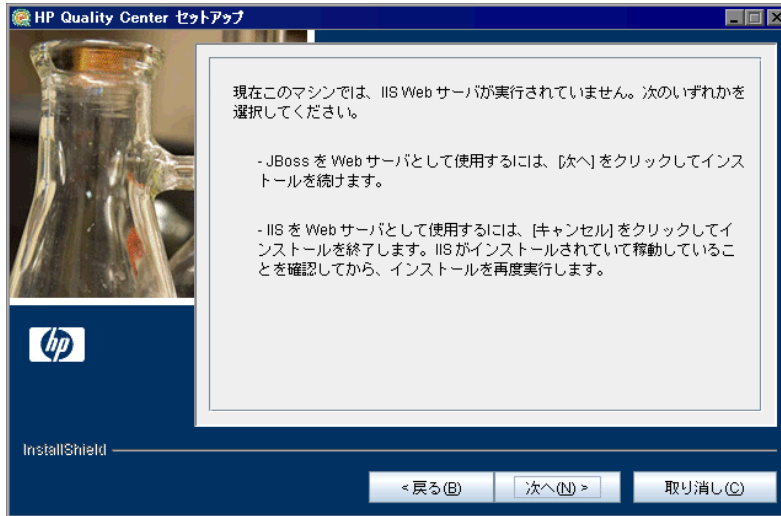 HP Quality Center セットアップ
現在このマシンでは、IIS Web サーバが実行されていません。次のいずれかを
選択してください。
- JBoss を Web サーバとして使用するには、[次へ] をクリックしてインス
トールを続けます。
- IIS を Web サーバとして使用するには、[キャンセル] をクリックしてイ
ンストールを終了します。IIS がインストールされていて稼動しているこ
とを確認してから、インストールを再度実行します。
hp
InstallShield
< 戻る(B)
次へ(N) >
取り消し(C)